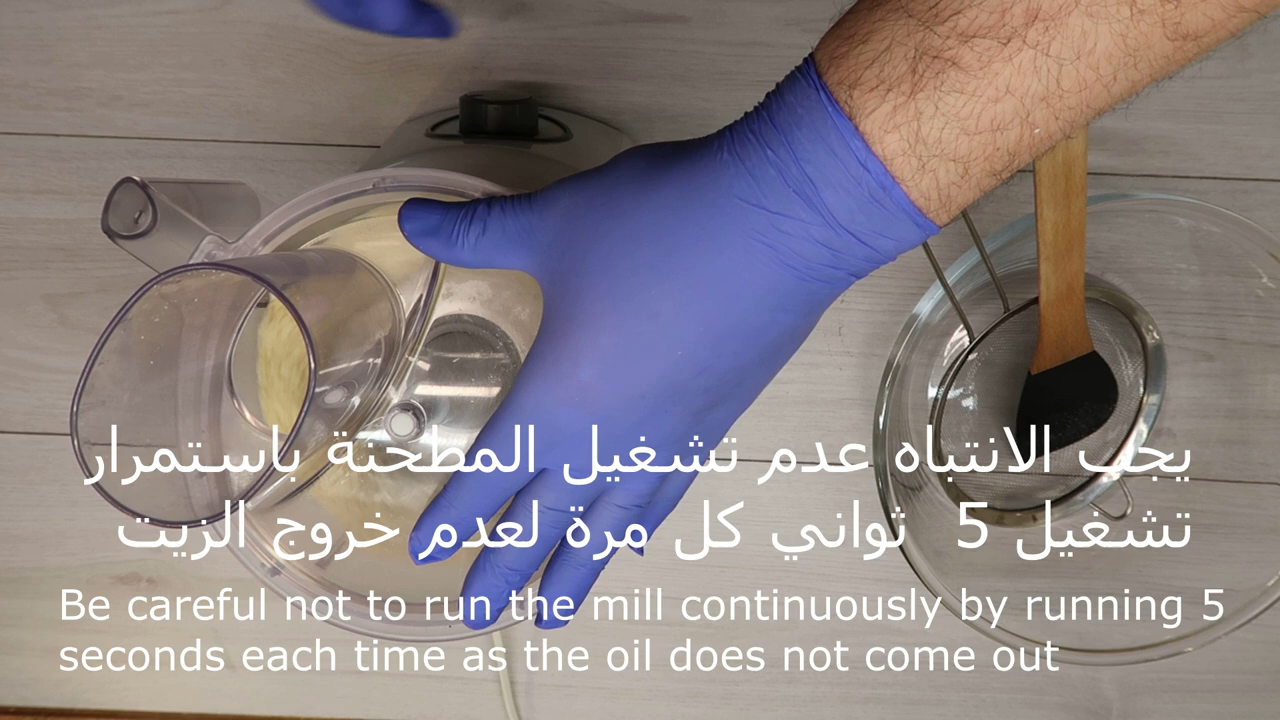 يجب الانتباه عدم تشغيل المطحنة باستمرار
تشغيل 5 ثواني كل مرة لعدم خروج الزيت
Be careful not to run the mill continuously by running 5
seconds each time as the oil does not come out